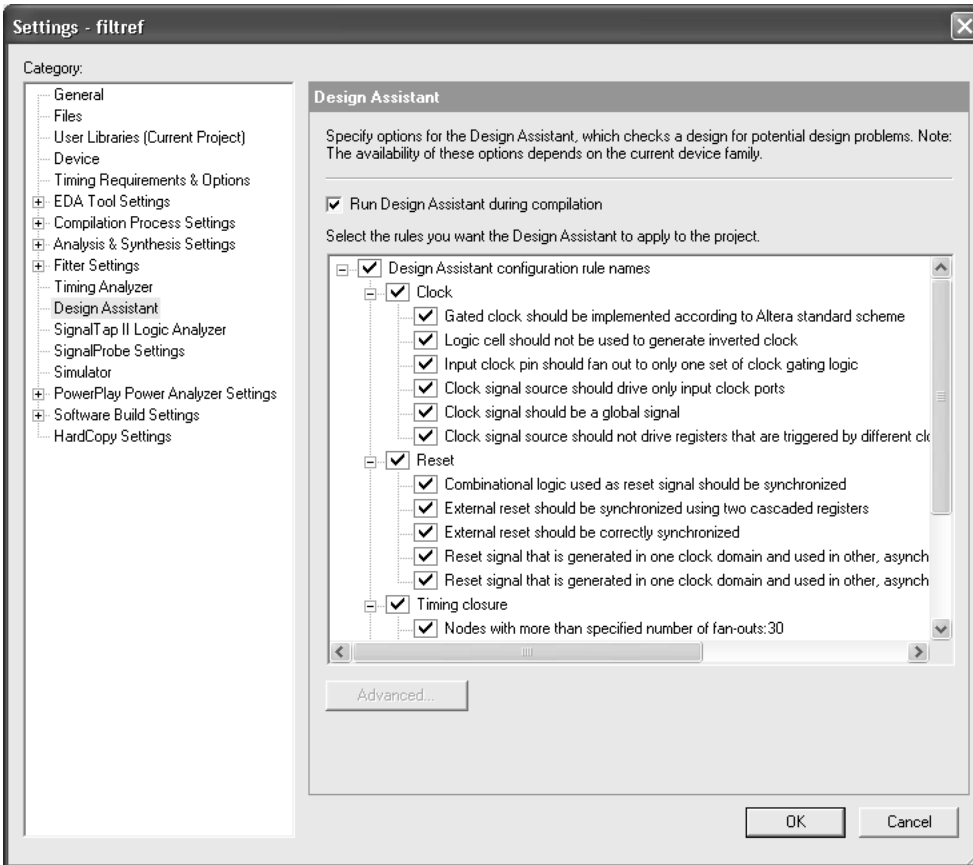 Settings - filtref
Category:
General
Files
User Libraries (Current Project)
Device
Timing Requirements & Options
EDA Tool Settings
Compilation Process Settings
Analysis & Synthesis Settings
Fitter Settings
Timing Analyzer
Design Assistant
SignalTap II Logic Analyzer
SignalProbe Settings
Simulator
PowerPlay Power Analyzer Settings
Software Build Settings
HardCopy Settings
Design Assistant
Specify options for the Design Assistant, which checks a design for potential design problems. Note:
The availability of these options depends on the current device family.
Run Design Assistant during compilation
Select the rules you want the Design Assistant to apply to the project.
Design Assistant configuration rule names
Clock
Gated clock should be implemented according to Altera standard scheme
Logic cell should not be used to generate inverted clock
Input clock pin should fan out to only one set of clock gating logic
Clock signal source should drive only input clock ports
Clock signal should be a global signal
Clock signal source should not drive registers that are triggered by different clo
Reset
Combinational logic used as reset signal should be synchronized
External reset should be synchronized using two cascaded registers
External reset should be correctly synchronized
Reset signal that is generated in one clock domain and used in other, asynch
Reset signal that is generated in one clock domain and used in other, asynch
Timing closure
Nodes with more than specified number of fan-outs:30
Advanced...
OK
Cancel